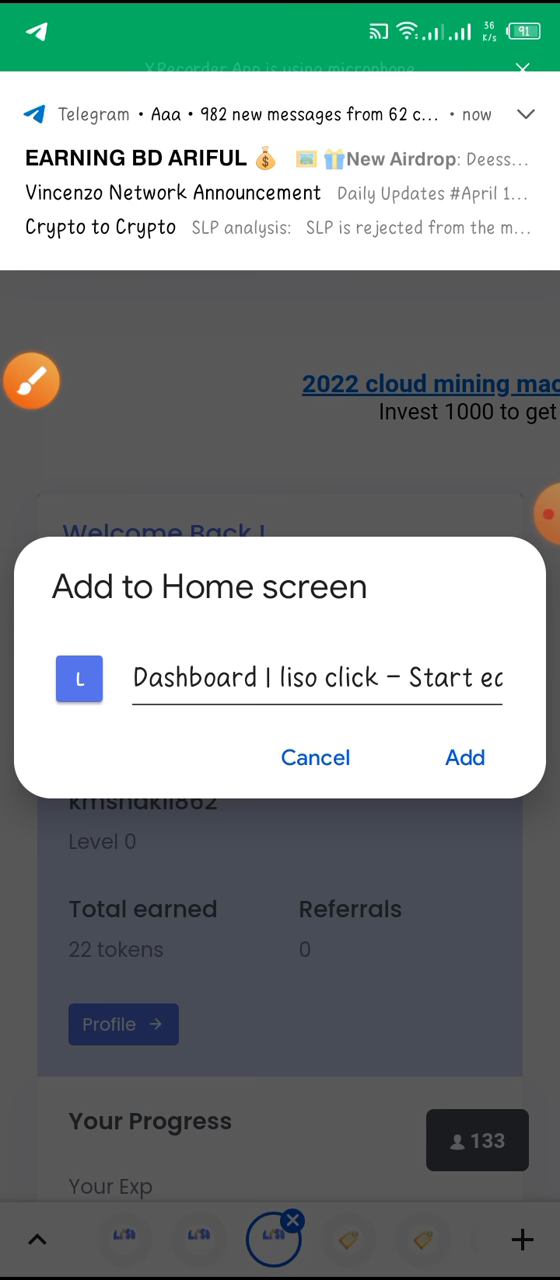 36
K/s
91
XRecorder App is using microphone
Telegram • Aaa • 982 new messages from 62 c... • now
EARNING BD ARIFUL 💰 🖼️ 🎁New Airdrop: Deess...
Vincenzo Network Announcement Daily Updates #April 1...
Crypto to Crypto SLP analysis: SLP is rejected from the m...
2022 cloud mining mac
Invest 1000 to get
Welcome Back !
Add to Home screen
L
Dashboard | liso click – Start ec
Cancel Add
kmshakil862
Level 0
Total earned Referrals
22 tokens 0
Profile →
Your Progress
133
Your Exp